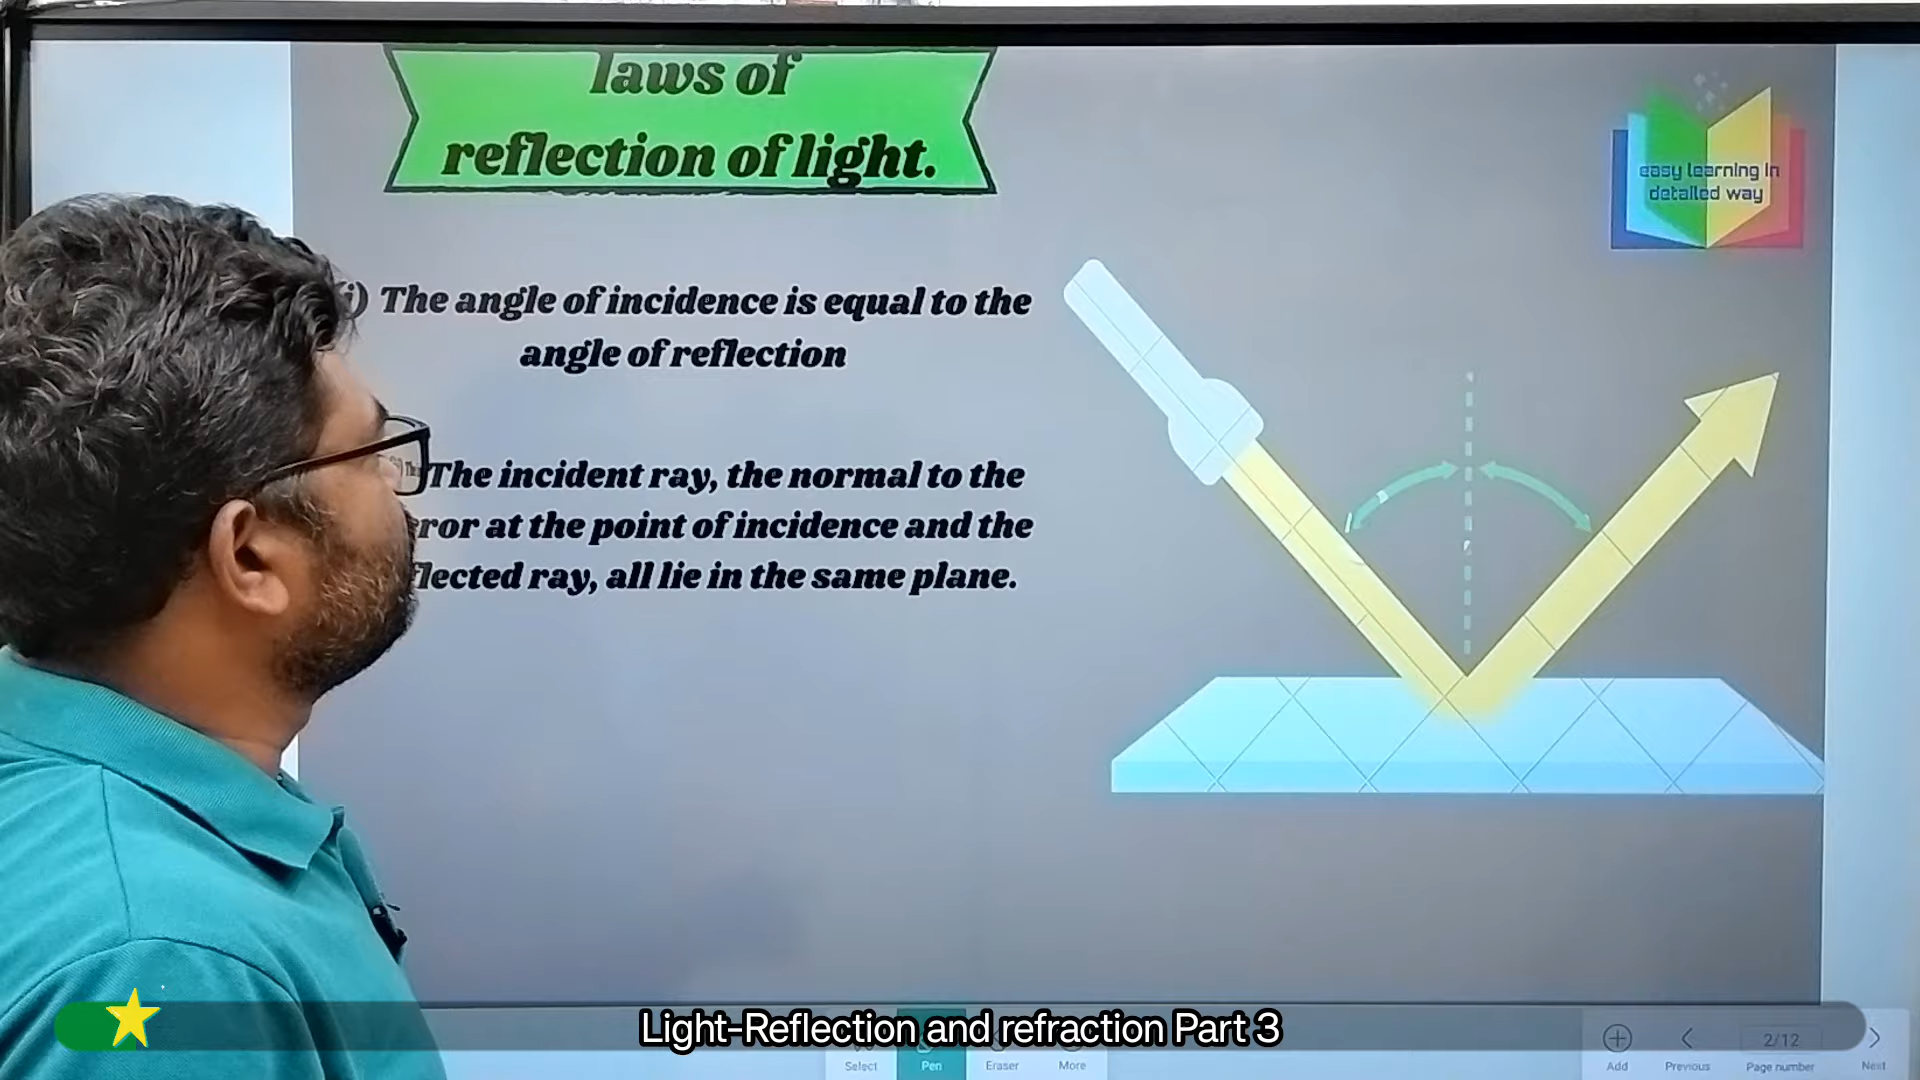 laws of
reflection of light.
easy learning in
detailed way
i) The angle of incidence is equal to the
angle of reflection
The incident ray, the normal to the
ror at the point of incidence and the
flected ray, all lie in the same plane.
Light-Reflection and refraction Part 3
Select Pen Eraser More
Add Previous 2/12 Page number Next